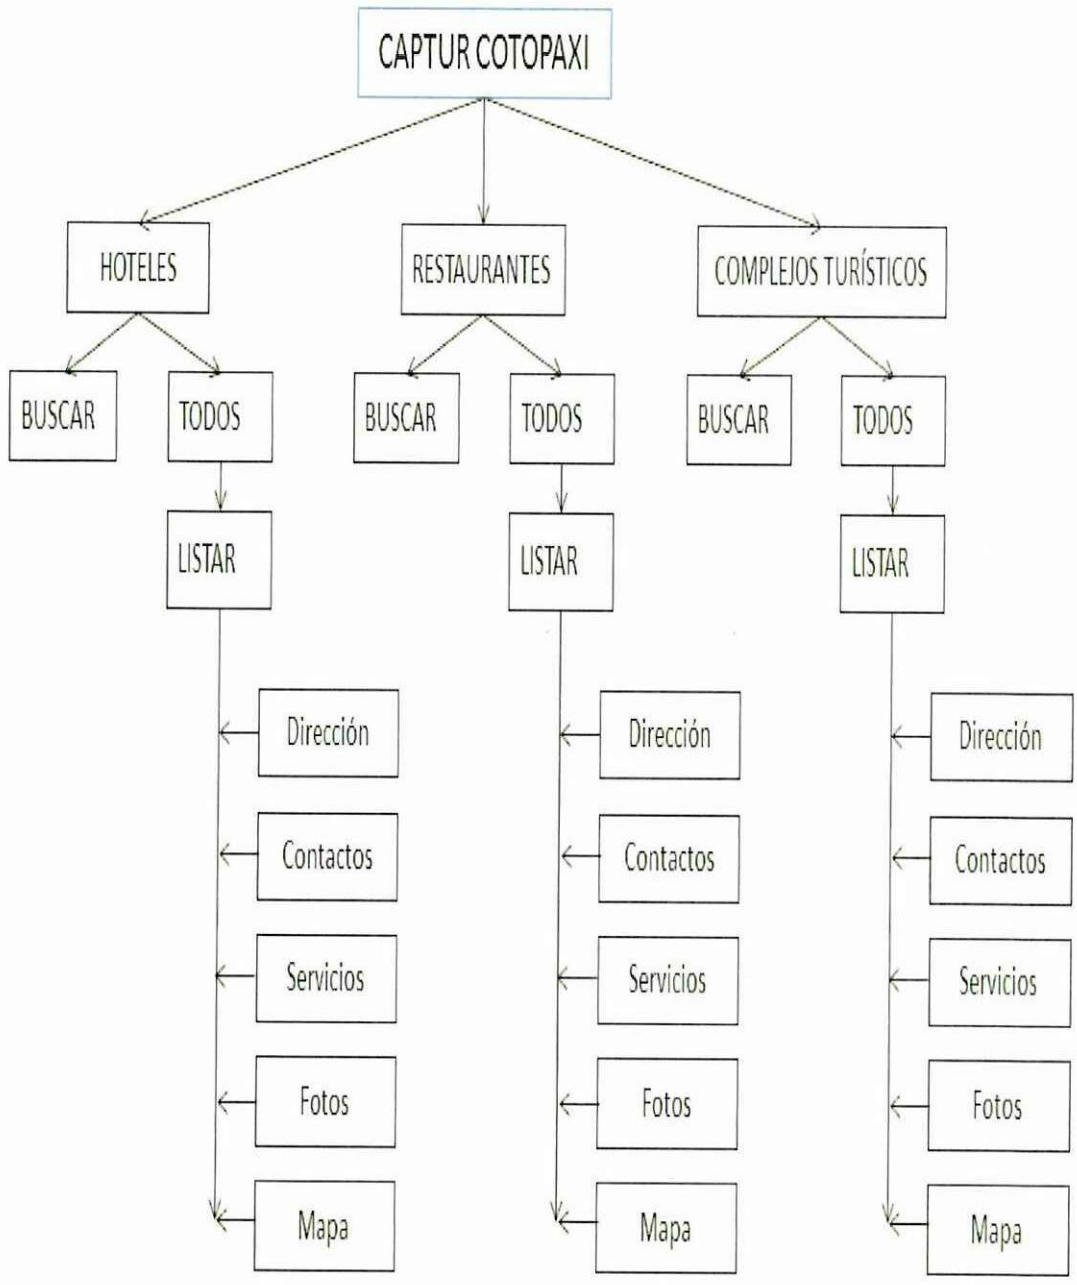 CAPTUR COTOPAXI
HOTELES
RESTAURANTES
COMPLEJOS TURÍSTICOS
BUSCAR
TODOS
BUSCAR
TODOS
BUSCAR
TODOS
LISTAR
LISTAR
LISTAR
Dirección
Dirección
Dirección
Contactos
Contactos
Contactos
Servicios
Servicios
Servicios
Fotos
Fotos
Fotos
Mapa
Mapa
Mapa